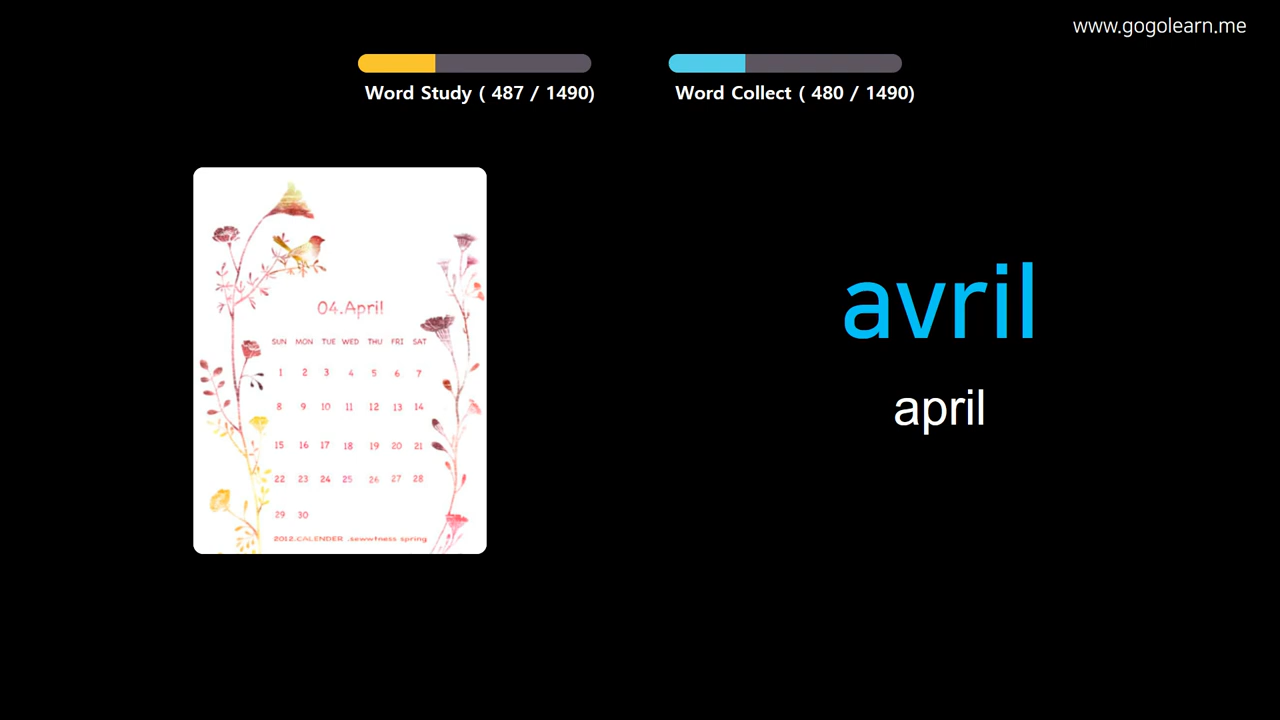 www.gogolearn.me
Word Study ( 487 / 1490)
Word Collect ( 480 / 1490)
04.April
SUN MON TUE WED THU FRI SAT
1 2 3 4 5 6 7
8 9 10 11 12 13 14
15 16 17 18 19 20 21
22 23 24 25 26 27 28
29 30
2012.CALENDER .sewwtness spring
avril
april